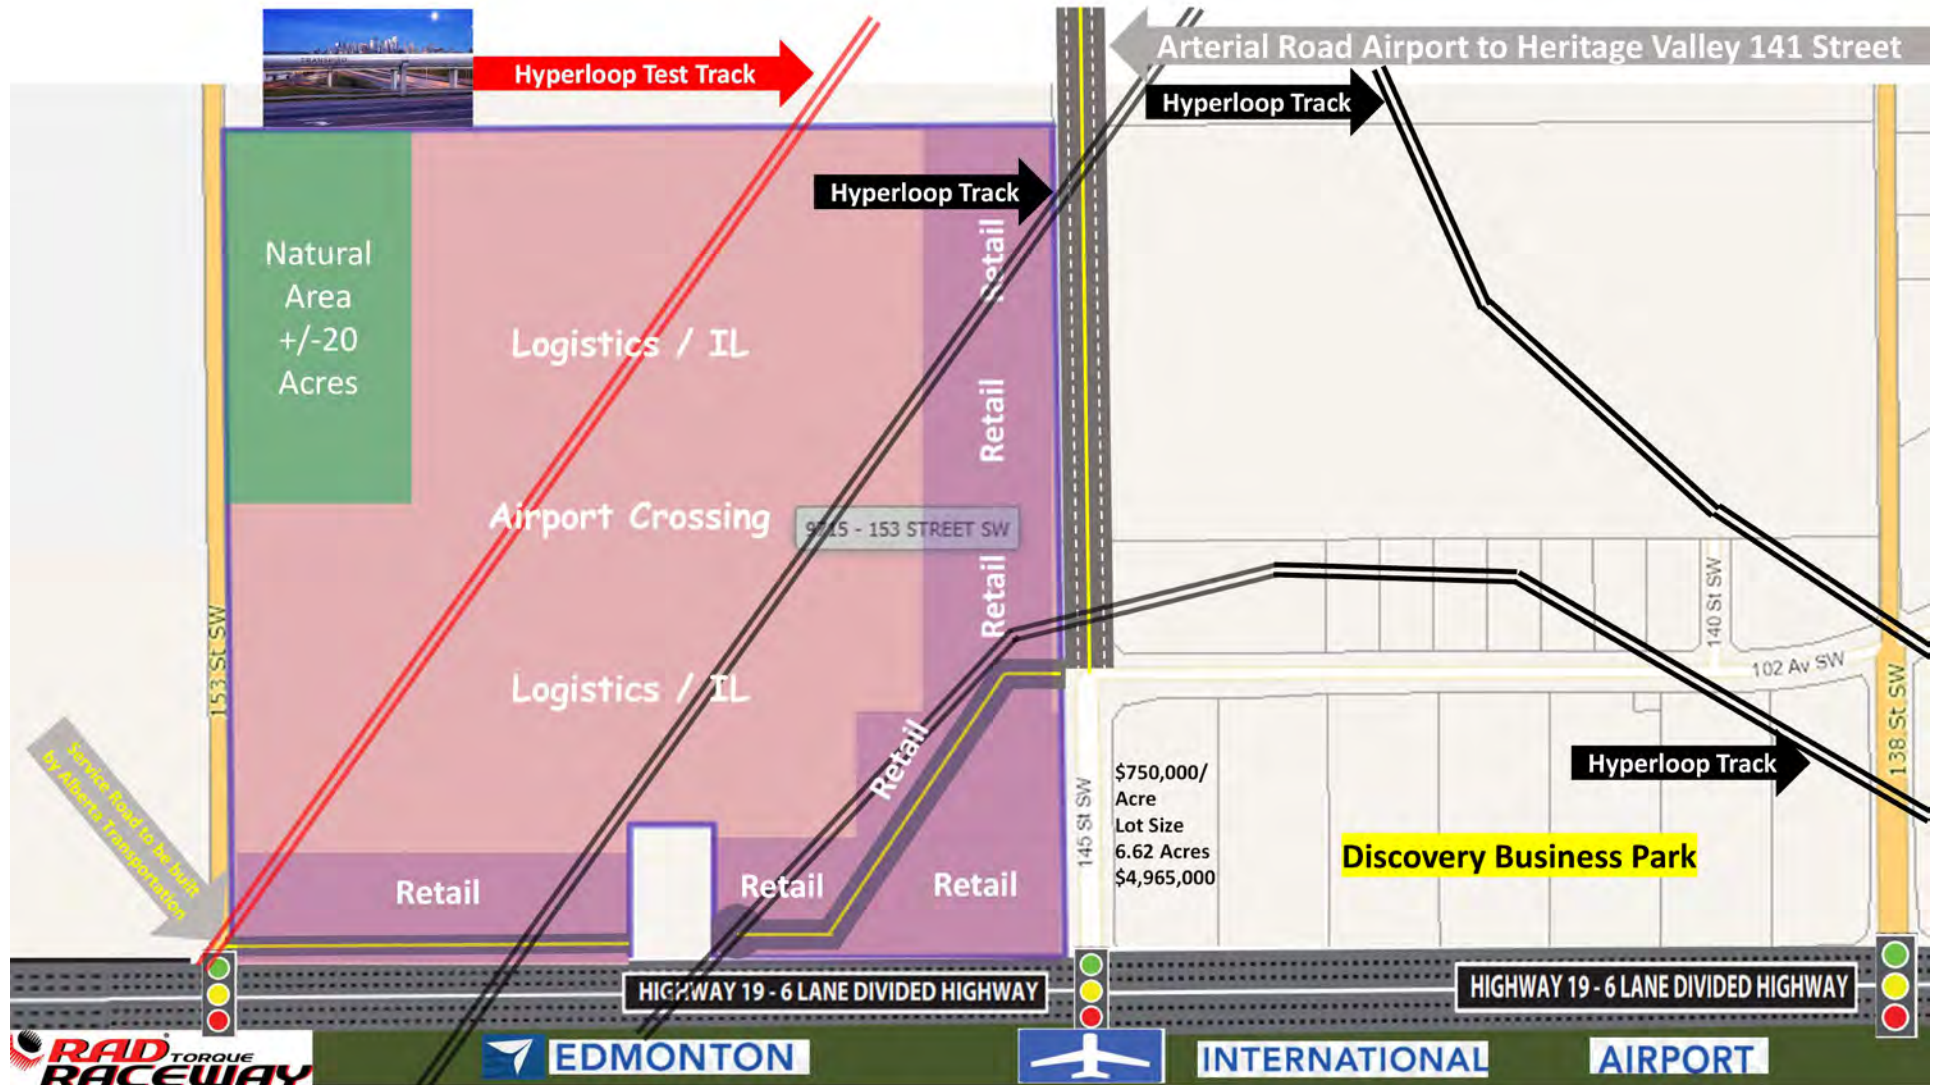 TRANSPOD
Hyperloop Test Track
Arterial Road Airport to Heritage Valley 141 Street
Hyperloop Track
Hyperloop Track
Natural
Area
+/-20
Acres
Retail
Logistics / IL
Retail
Airport Crossing
9715 - 153 STREET SW
Retail
140 St SW
102 Av SW
153 St SW
Logistics / IL
138 St SW
Retail
Service Road to be built
by Alberta Transportation
145 St SW
$750,000/
Acre
Lot Size
6.62 Acres
$4,965,000
Hyperloop Track
Discovery Business Park
Retail
Retail
Retail
HIGHWAY 19 - 6 LANE DIVIDED HIGHWAY
HIGHWAY 19 - 6 LANE DIVIDED HIGHWAY
RAD TORQUE
RACEWAY
EDMONTON
INTERNATIONAL
AIRPORT